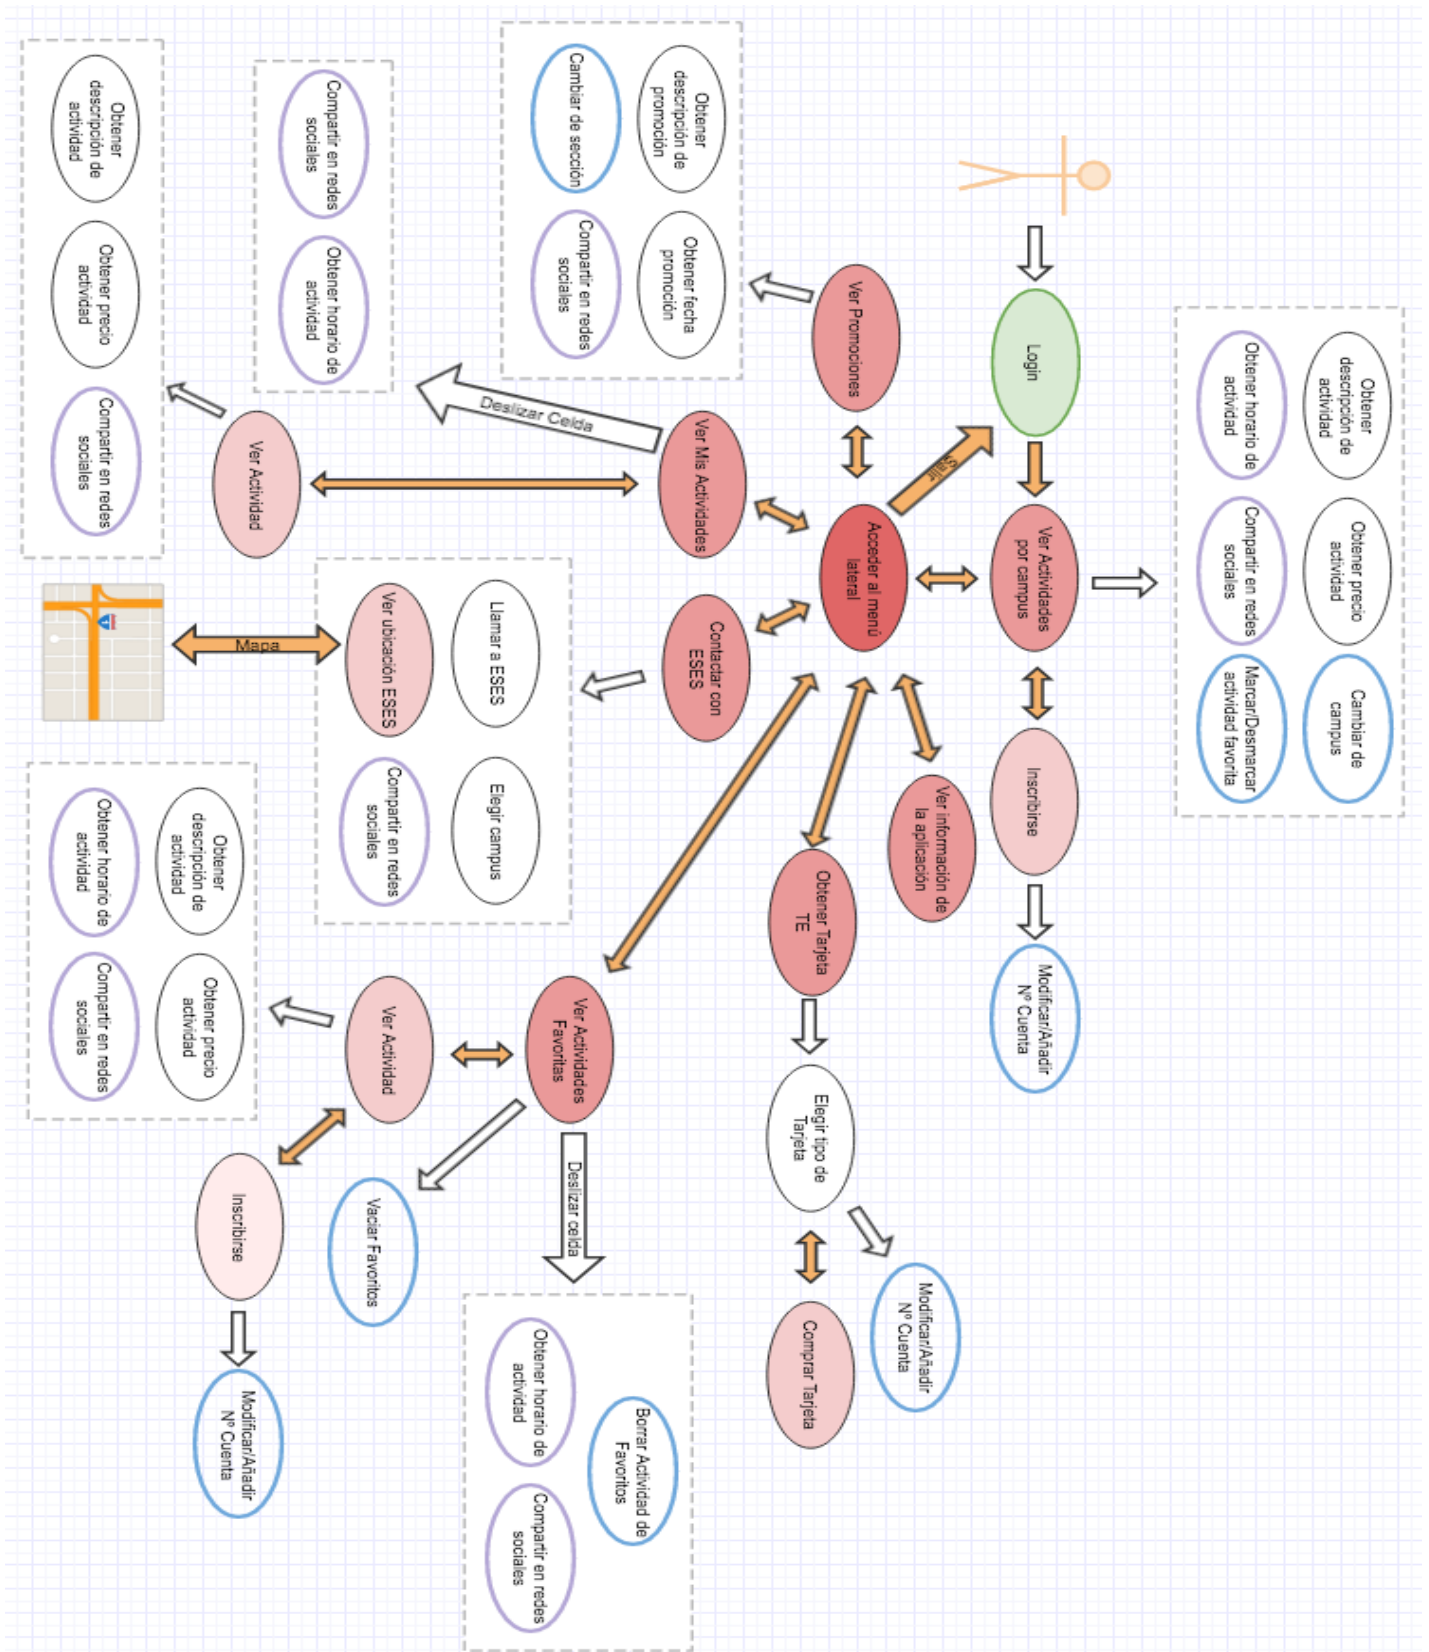 Obtener
descripción de
actividad
Obtener precio
actividad
Cambiar de
campus
Obtener horario de
actividad
Compartir en redes
sociales
Marcar/Desmarcar
actividad favorita
Login
Ver Actividades
por campus
Inscribirse
Modificar/Añadir
Nº Cuenta
Salir
Ver Promociones
Acceder al menú
lateral
Ver información de
la aplicación
Obtener Tarjeta
TE
Elegir tipo de
Tarjeta
Modificar/Añadir
Nº Cuenta
Comprar Tarjeta
Obtener
descripción de
promoción
Obtener fecha
promoción
Cambiar de sección
Compartir en redes
sociales
Ver Mis Actividades
Contactar con
ESES
Deslizar Celda
Compartir en redes
sociales
Obtener horario de
actividad
Llamar a ESES
Elegir campus
Ver ubicación ESES
Compartir en redes
sociales
Mapa
Ver Actividades
Favoritas
Deslizar celda
Borrar Actividad de
Favoritos
Obtener horario de
actividad
Compartir en redes
sociales
Ver Actividad
Vaciar Favoritos
Ver Actividad
Inscribirse
Modificar/Añadir
Nº Cuenta
Obtener
descripción de
actividad
Obtener precio
actividad
Obtener horario de
actividad
Compartir en redes
sociales
Obtener
descripción de
actividad
Obtener precio
actividad
Compartir en redes
sociales
1